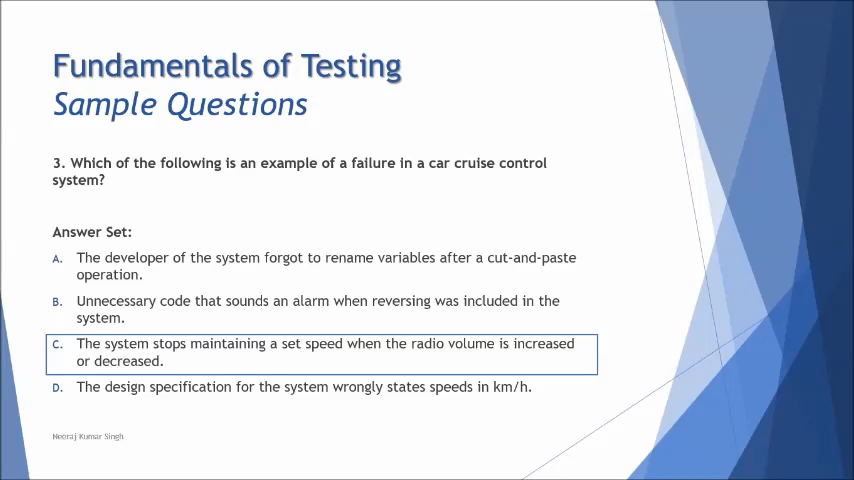 Fundamentals of Testing
Sample Questions
3. Which of the following is an example of a failure in a car cruise control
system?
Answer Set:
A. The developer of the system forgot to rename variables after a cut-and-paste
operation.
B. Unnecessary code that sounds an alarm when reversing was included in the
system.
C. The system stops maintaining a set speed when the radio volume is increased
or decreased.
D. The design specification for the system wrongly states speeds in km/h.
Neeraj Kumar Singh